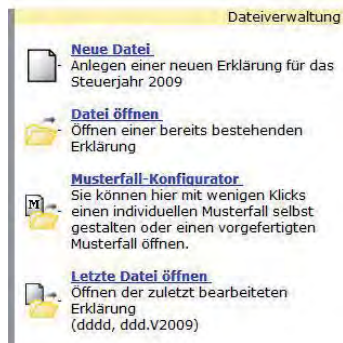 Dateiverwaltung
Neue Datei
Anlegen einer neuen Erklärung für das
Steuerjahr 2009
Datei öffnen
Öffnen einer bereits bestehenden
Erklärung
Musterfall-Konfigurator
M
Sie können hier mit wenigen Klicks
einen individuellen Musterfall selbst
gestalten oder einen vorgefertigten
Musterfall öffnen.
Letzte Datei öffnen
Öffnen der zuletzt bearbeiteten
Erklärung
(dddd, ddd.V2009)